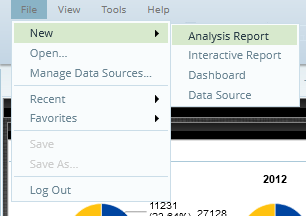 File View Tools Help
New
Open...
Manage Data Sources...
Recent
Favorites
Save
Save As...
Log Out
Analysis Report
Interactive Report
Dashboard
Data Source
2012
11231
27128